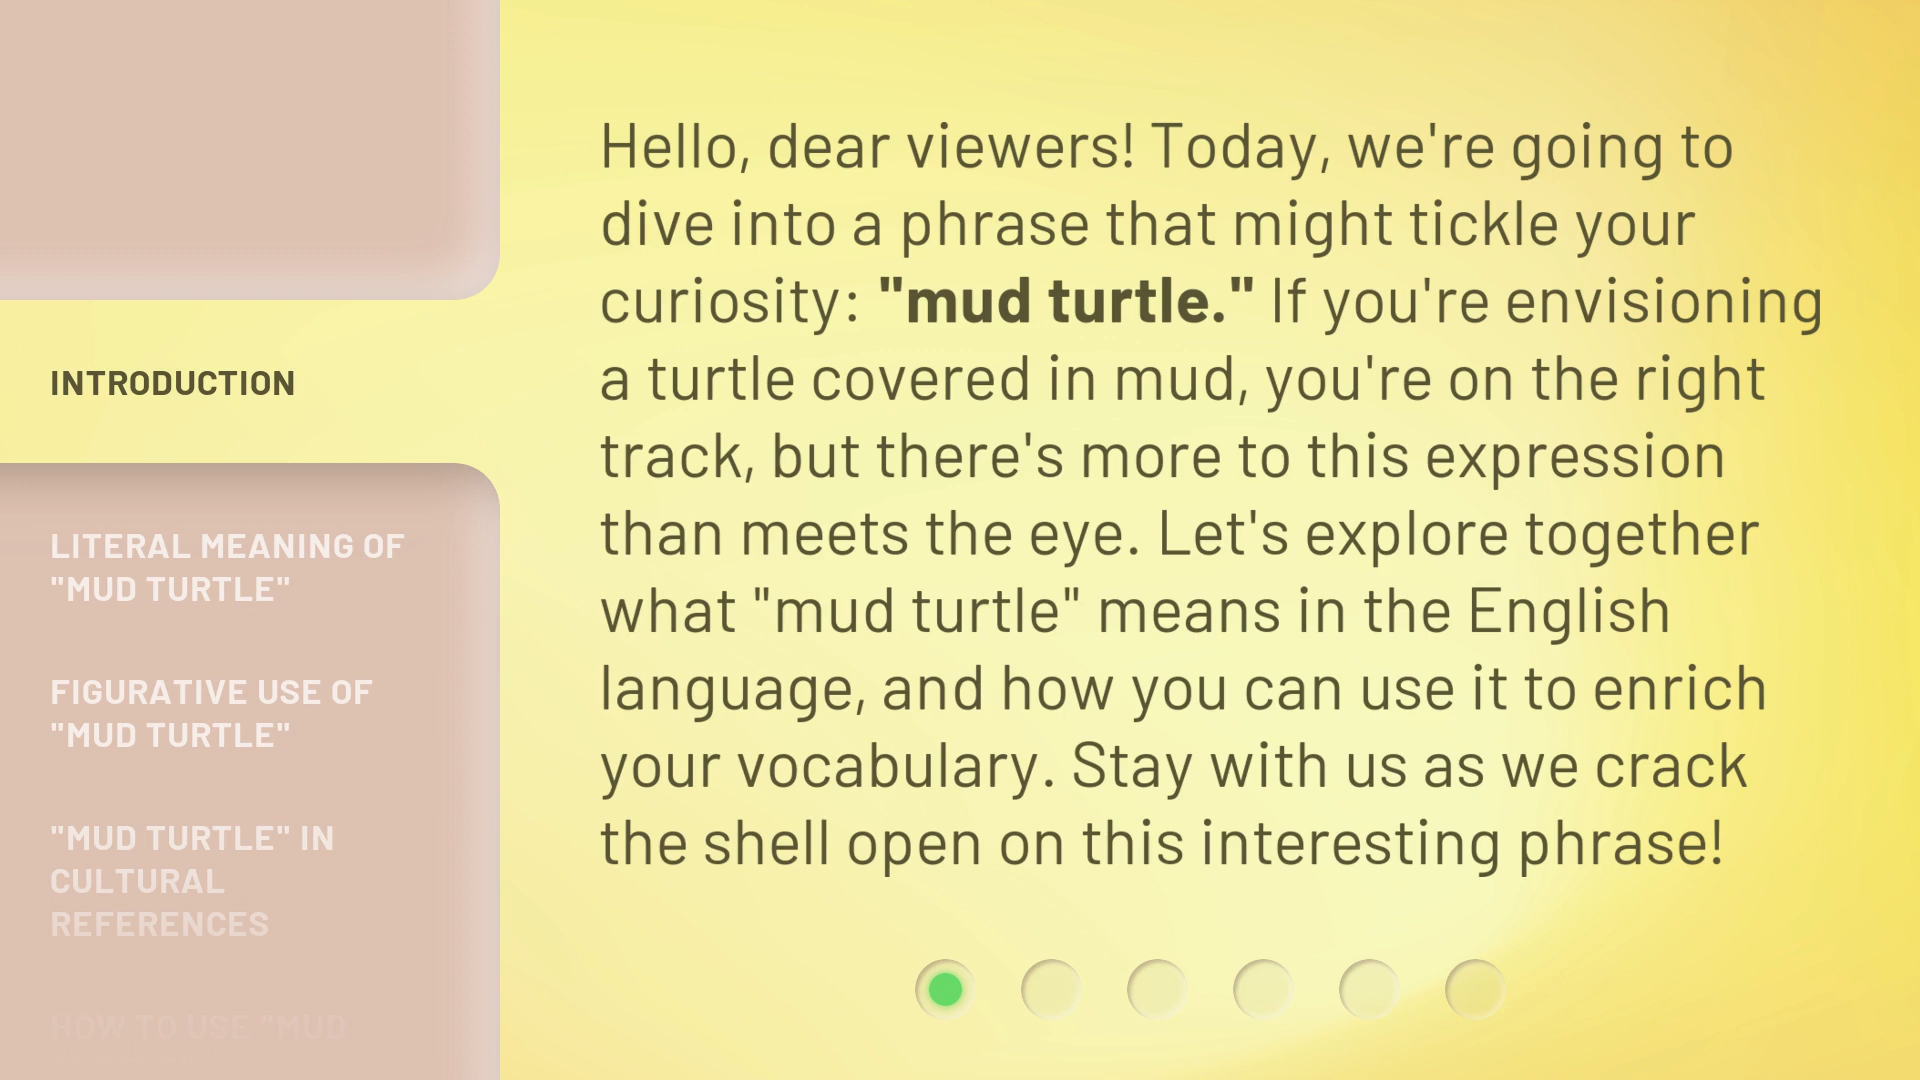 INTRODUCTION
LITERAL MEANING OF
"MUD TURTLE"
FIGURATIVE USE OF
"MUD TURTLE"
"MUD TURTLE" IN
CULTURAL
REFERENCES
HOW TO USE "MUD
Hello, dear viewers! Today, we're going to
dive into a phrase that might tickle your
curiosity: "mud turtle." If you're envisioning
a turtle covered in mud, you're on the right
track, but there's more to this expression
than meets the eye. Let's explore together
what "mud turtle" means in the English
language, and how you can use it to enrich
your vocabulary. Stay with us as we crack
the shell open on this interesting phrase!